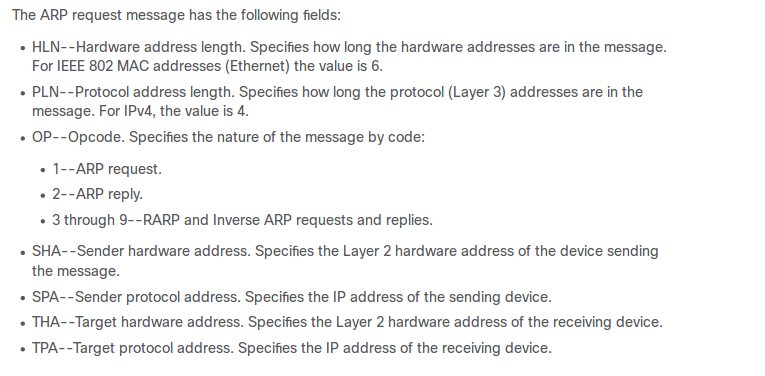 The ARP request message has the following fields:
• HLN--Hardware address length. Specifies how long the hardware addresses are in the message.
For IEEE 802 MAC addresses (Ethernet) the value is 6.
• PLN--Protocol address length. Specifies how long the protocol (Layer 3) addresses are in the
message. For IPv4, the value is 4.
• OP--Opcode. Specifies the nature of the message by code:
• 1--ARP request.
• 2--ARP reply.
• 3 through 9--RARP and Inverse ARP requests and replies.
• SHA--Sender hardware address. Specifies the Layer 2 hardware address of the device sending
the message.
• SPA--Sender protocol address. Specifies the IP address of the sending device.
• THA--Target hardware address. Specifies the Layer 2 hardware address of the receiving device.
• TPA--Target protocol address. Specifies the IP address of the receiving device.